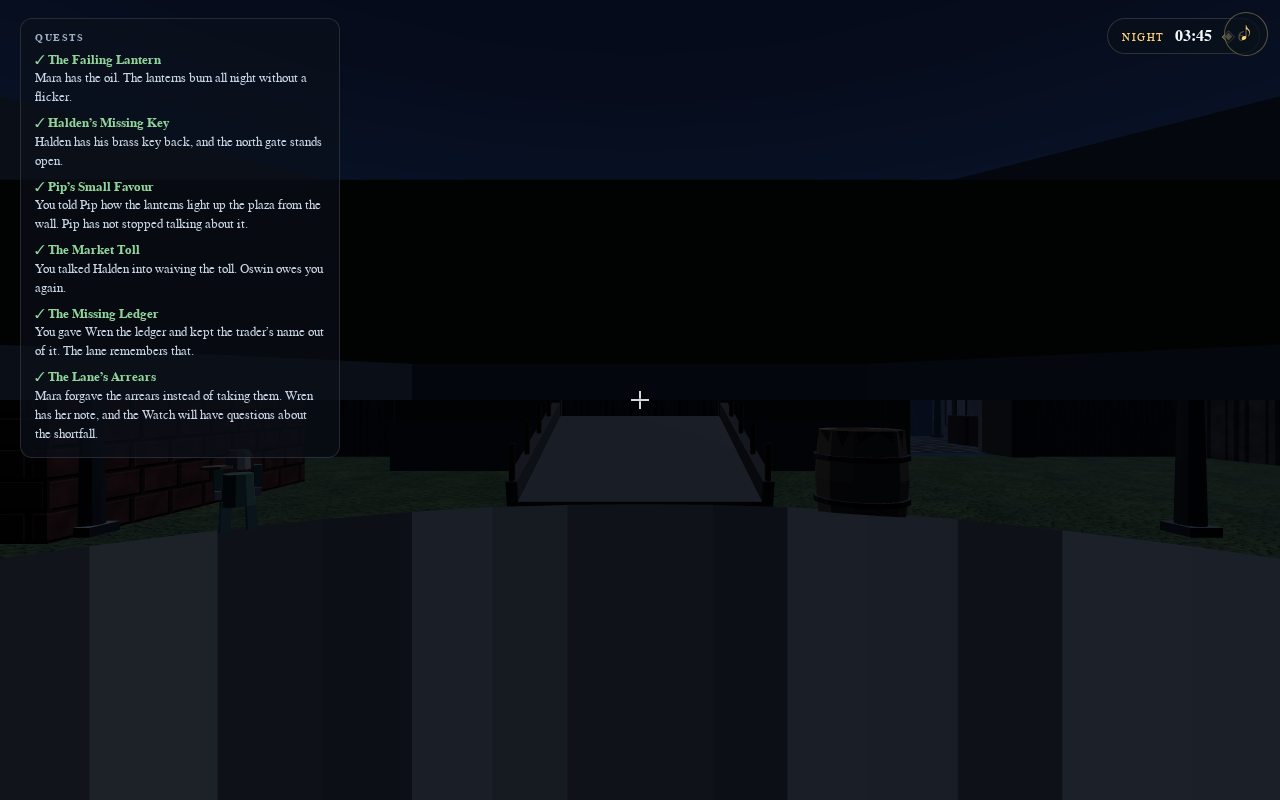 QUESTS
✓ The Failing Lantern
Mara has the oil. The lanterns burn all night without a
flicker.
✓ Halden’s Missing Key
Halden has his brass key back, and the north gate stands
open.
✓ Pip’s Small Favour
You told Pip how the lanterns light up the plaza from the
wall. Pip has not stopped talking about it.
✓ The Market Toll
You talked Halden into waiving the toll. Oswin owes you
again.
✓ The Missing Ledger
You gave Wren the ledger and kept the trader’s name out
of it. The lane remembers that.
✓ The Lane’s Arrears
Mara forgave the arrears instead of taking them. Wren
has her note, and the Watch will have questions about
the shortfall.
NIGHT 03:45